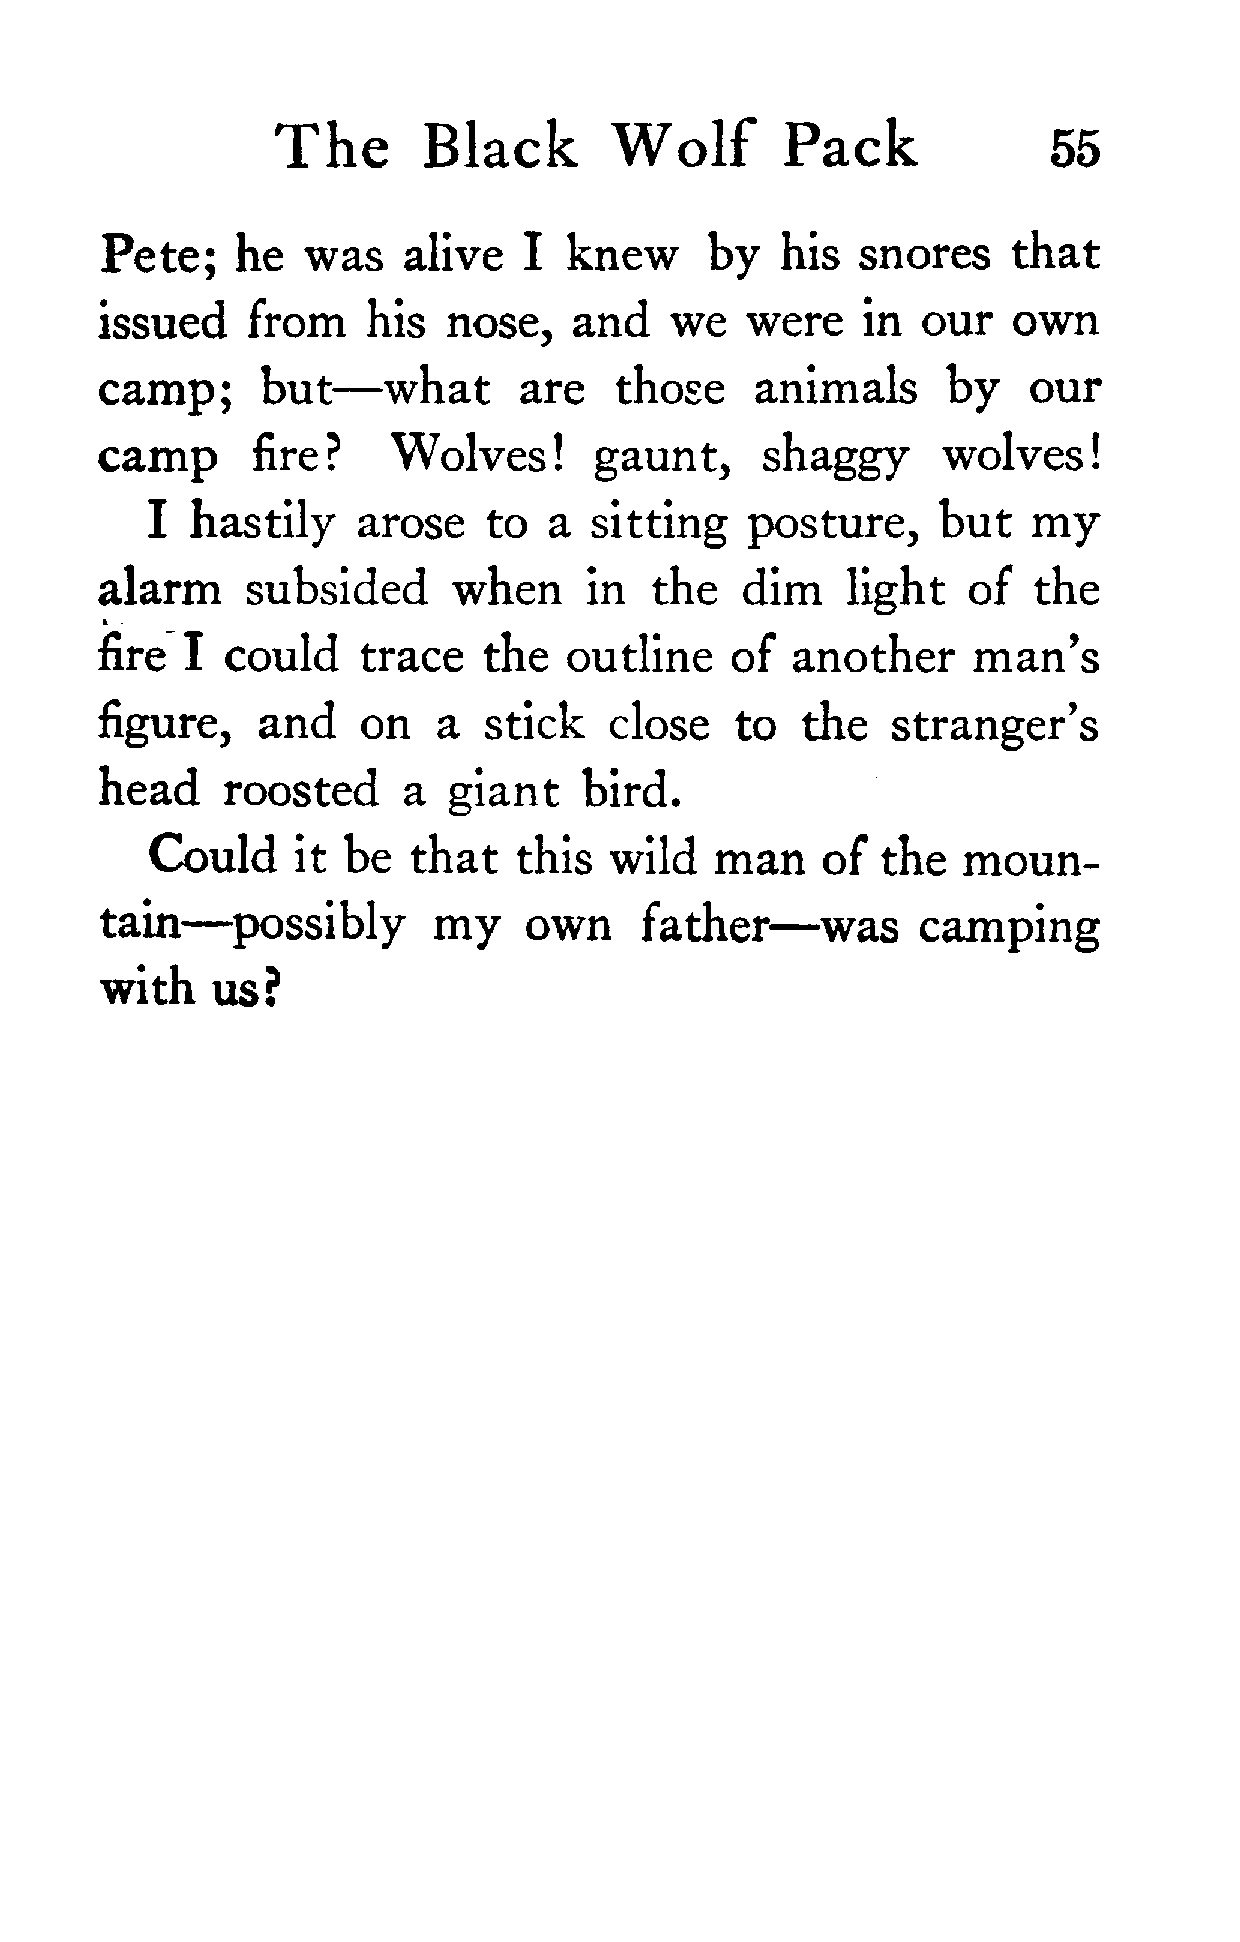 The Black Wolf Pack 55
Pete; he was alive I knew by his snores that
issued from his nose, and we were in our own
camp; but—what are those animals by our
camp fire? Wolves! gaunt, shaggy wolves!
I hastily arose to a sitting posture, but my
alarm subsided when in the dim light of the
fire I could trace the outline of another man's
figure, and on a stick close to the stranger's
head roosted a giant bird.
Could it be that this wild man of the moun-
tain—possibly my own father—was camping
with us?